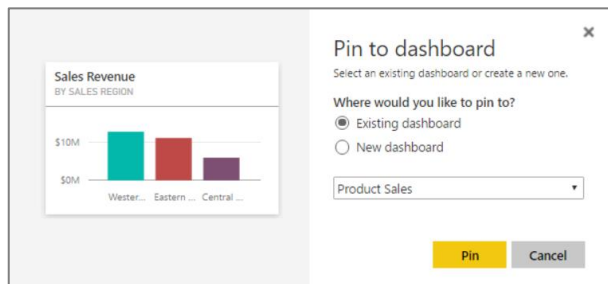 Sales Revenue
BY SALES REGION
$10M
$0M
Wester... Eastern ... Central ...
Pin to dashboard
Select an existing dashboard or create a new one.
Where would you like to pin to?
Existing dashboard
New dashboard
Product Sales
Pin Cancel